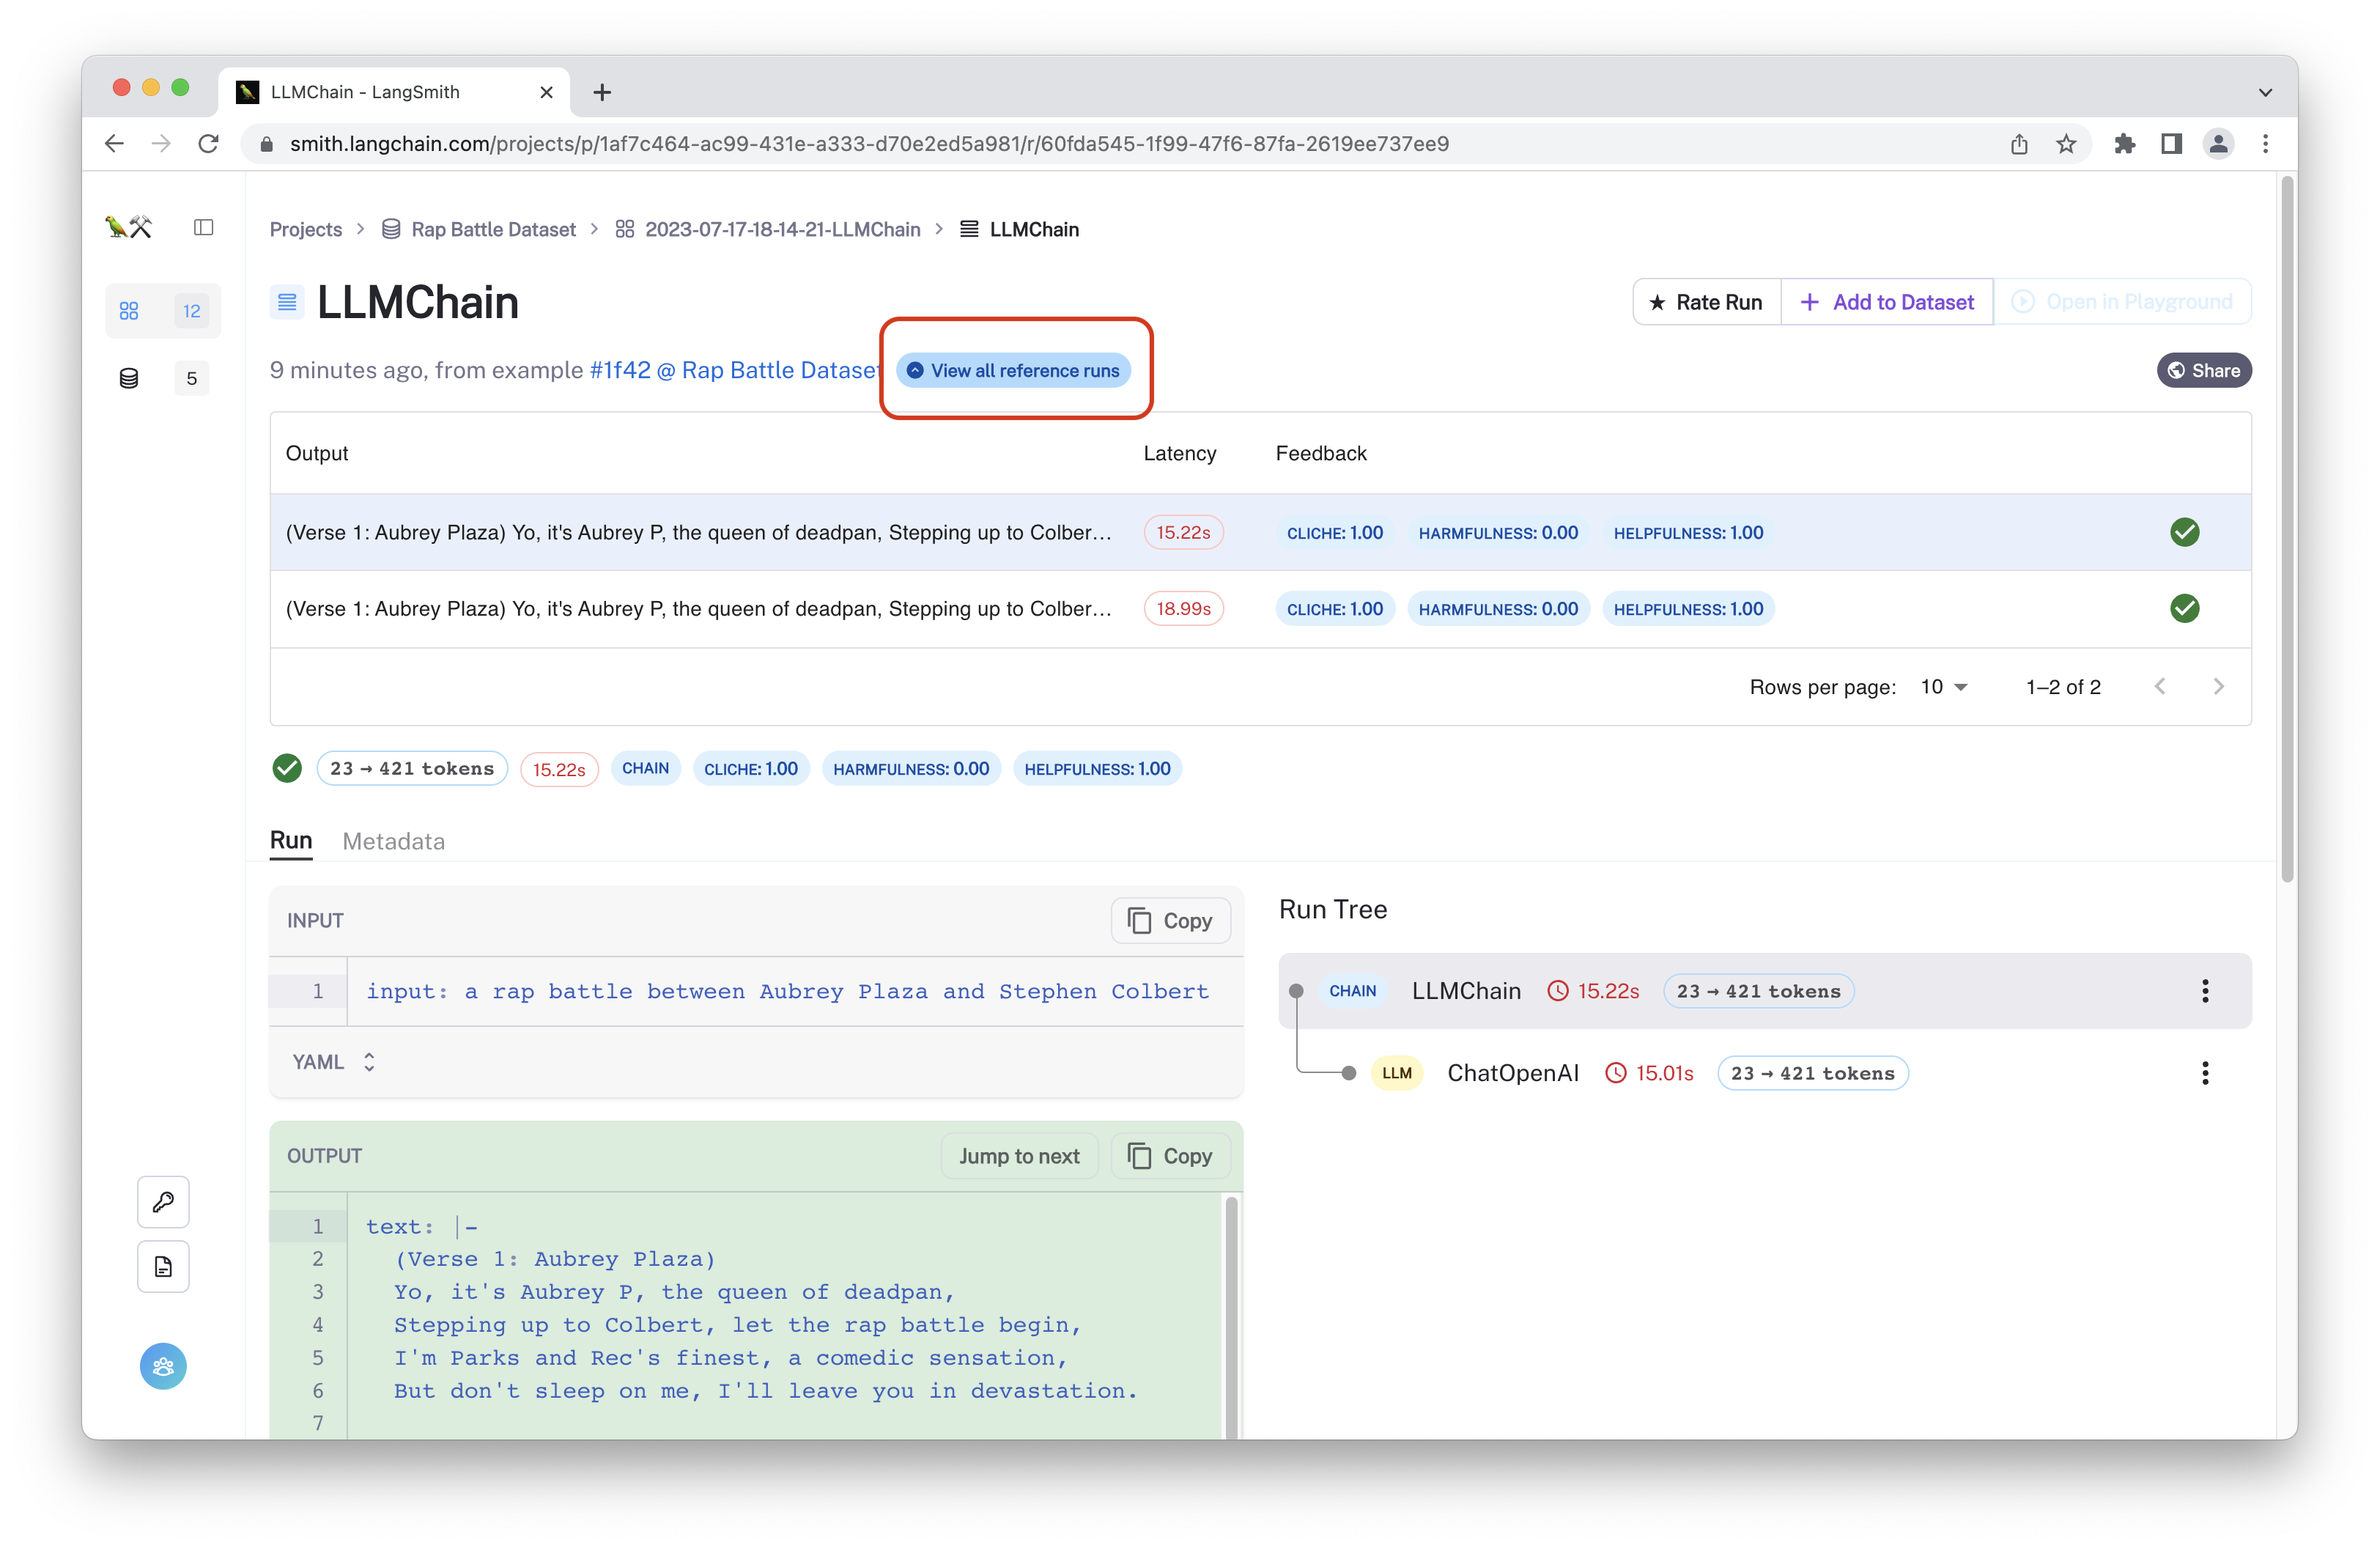 LLMChain - LangSmith
smith.langchain.com/projects/p/1af7c464-ac99-431e-a333-d70e2ed5a981/r/60fda545-1f99-47f6-87fa-2619ee737ee9
Projects > Rap Battle Dataset > 2023-07-17-18-14-21-LLMChain > LLMChain
12
5
LLMChain
Rate Run
Add to Dataset
Open in Playground
9 minutes ago, from example #1f42 @ Rap Battle Dataset
View all reference runs
Share
Output Latency Feedback
(Verse 1: Aubrey Plaza) Yo, it's Aubrey P, the queen of deadpan, Stepping up to Colber... 15.22s CLICHE: 1.00 HARMFULNESS: 0.00 HELPFULNESS: 1.00
(Verse 1: Aubrey Plaza) Yo, it's Aubrey P, the queen of deadpan, Stepping up to Colber... 18.99s CLICHE: 1.00 HARMFULNESS: 0.00 HELPFULNESS: 1.00
Rows per page: 10 1–2 of 2
23 → 421 tokens 15.22s CHAIN CLICHE: 1.00 HARMFULNESS: 0.00 HELPFULNESS: 1.00
Run Metadata
INPUT Copy
1 input: a rap battle between Aubrey Plaza and Stephen Colbert
YAML
OUTPUT Jump to next Copy
1 text: |-
2 (Verse 1: Aubrey Plaza)
3 Yo, it's Aubrey P, the queen of deadpan,
4 Stepping up to Colbert, let the rap battle begin,
5 I'm Parks and Rec's finest, a comedic sensation,
6 But don't sleep on me, I'll leave you in devastation.
7
Run Tree
CHAIN LLMChain 15.22s 23 → 421 tokens
LLM ChatOpenAI 15.01s 23 → 421 tokens